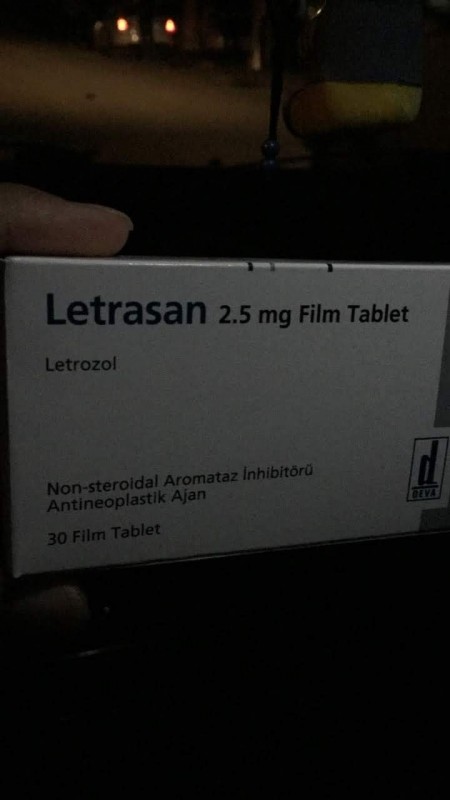 Letrasan 2.5 mg Film Tablet
Letrozol
Non-steroidal Aromataz İnhibitörü
Antineoplastik Ajan
30 Film Tablet
d
DEVA